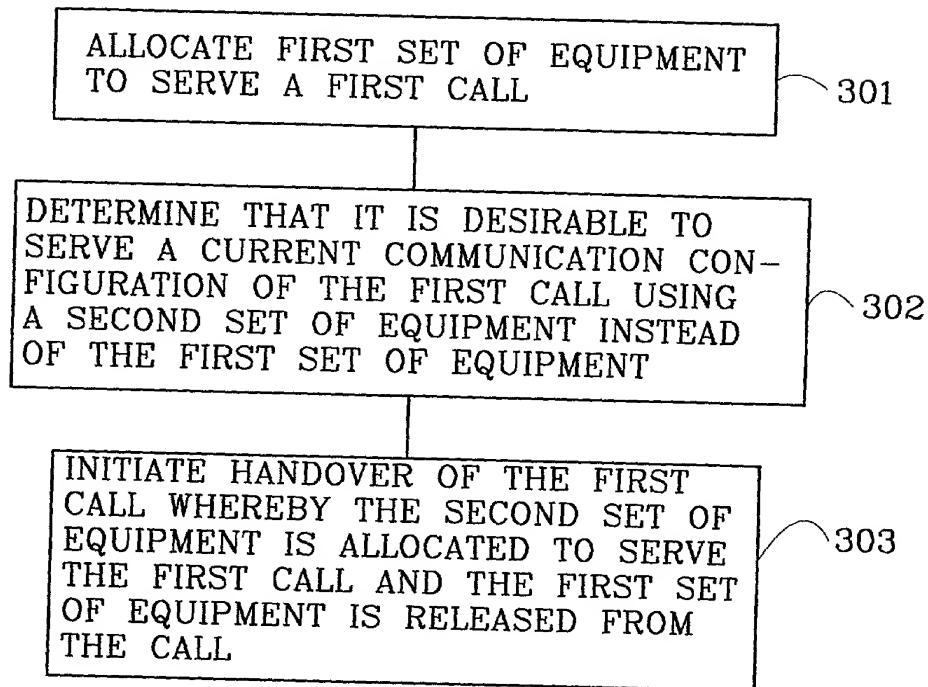 ALLOCATE FIRST SET OF EQUIPMENT
TO SERVE A FIRST CALL
301
DETERMINE THAT IT IS DESIRABLE TO
SERVE A CURRENT COMMUNICATION CON-
FIGURATION OF THE FIRST CALL USING
A SECOND SET OF EQUIPMENT INSTEAD
OF THE FIRST SET OF EQUIPMENT
302
INITIATE HANDOVER OF THE FIRST
CALL WHEREBY THE SECOND SET OF
EQUIPMENT IS ALLOCATED TO SERVE
THE FIRST CALL AND THE FIRST SET
OF EQUIPMENT IS RELEASED FROM
THE CALL
303